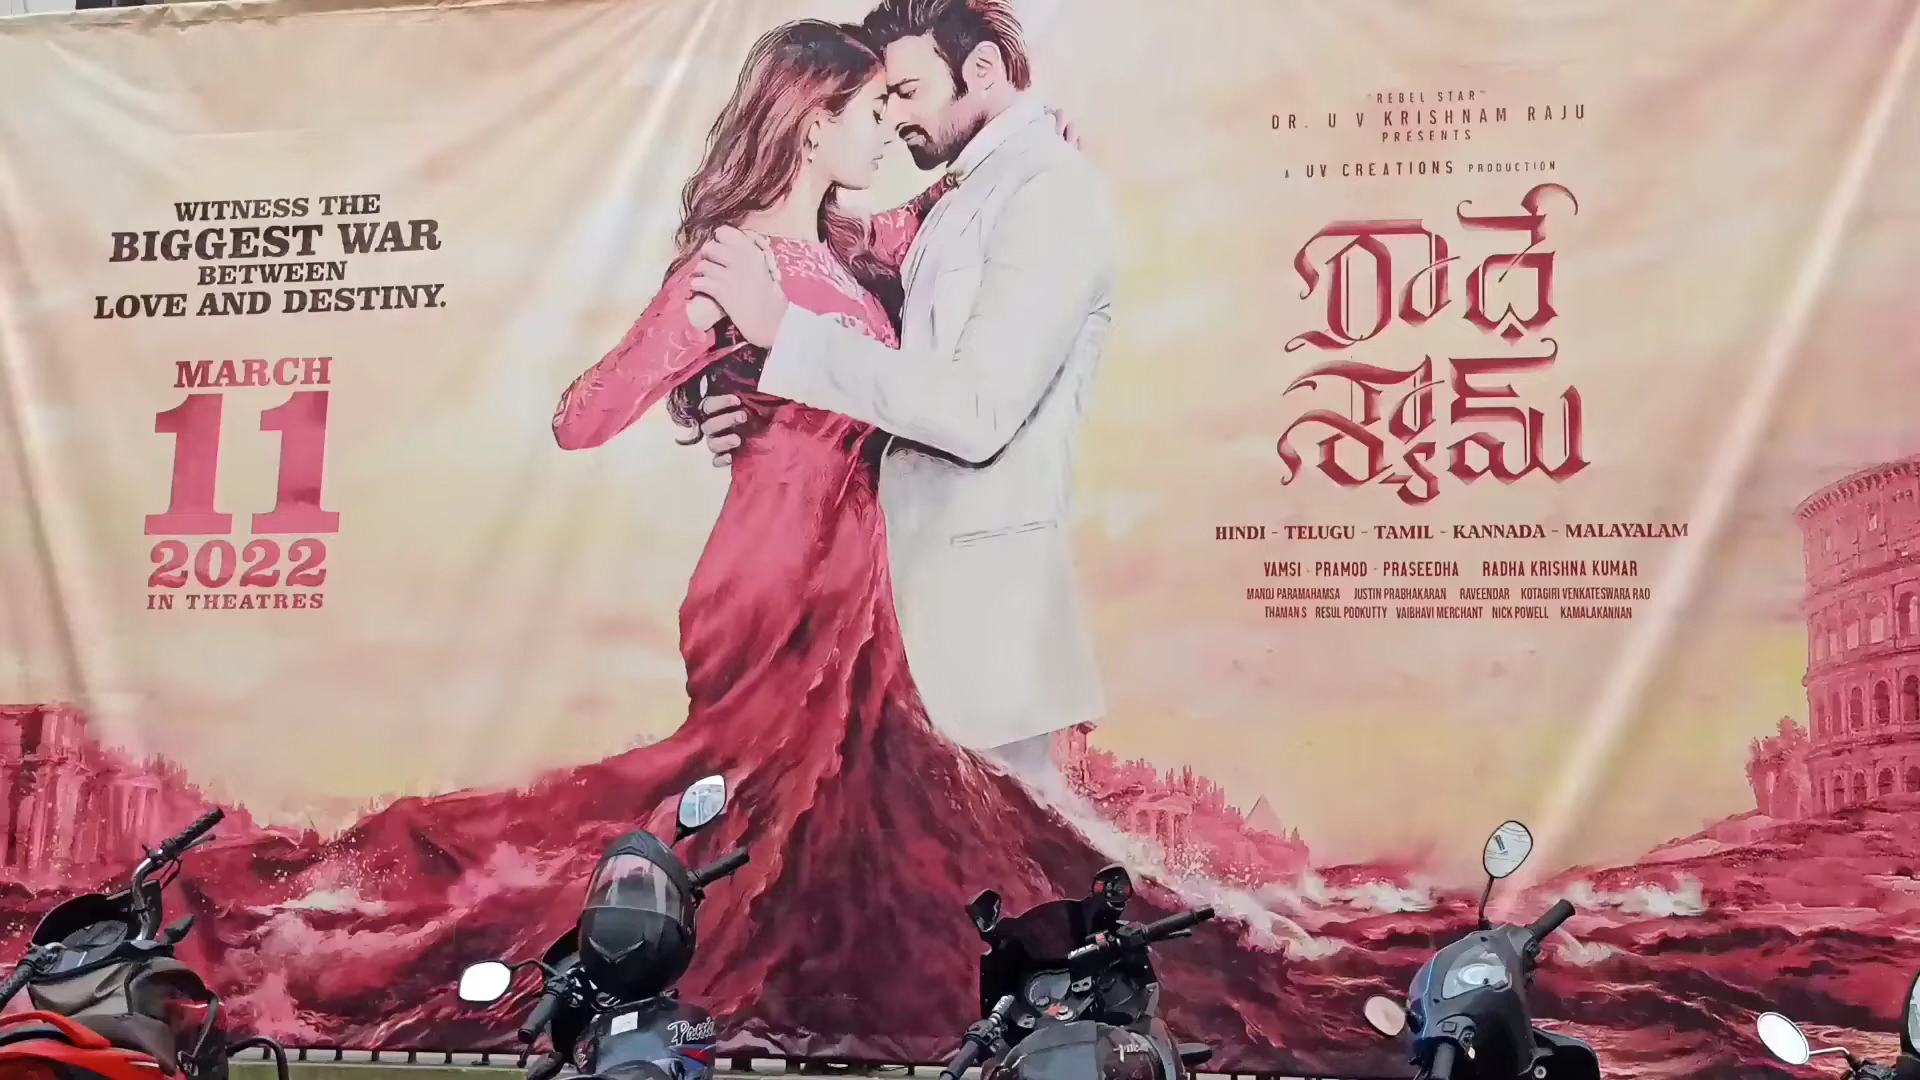 WITNESS THE
BIGGEST WAR
BETWEEN
LOVE AND DESTINY.
MARCH
11
2022
IN THEATRES
"REBEL STAR"
DR. U V KRISHNAM RAJU
PRESENTS
A UV CREATIONS PRODUCTION
రాధే
శ్యామ్
HINDI - TELUGU - TAMIL - KANNADA - MALAYALAM
VAMSI - PRAMOD - PRASEEDHA RADHA KRISHNA KUMAR
MANOJ PARAMAHAMSA JUSTIN PRABHAKARAN RAVEENDAR KOTAGIRI VENKATESWARA RAO
THAMAN S RESUL POOKUTTY VAIBHAVI MERCHANT NICK POWELL KAMALAKANNAN